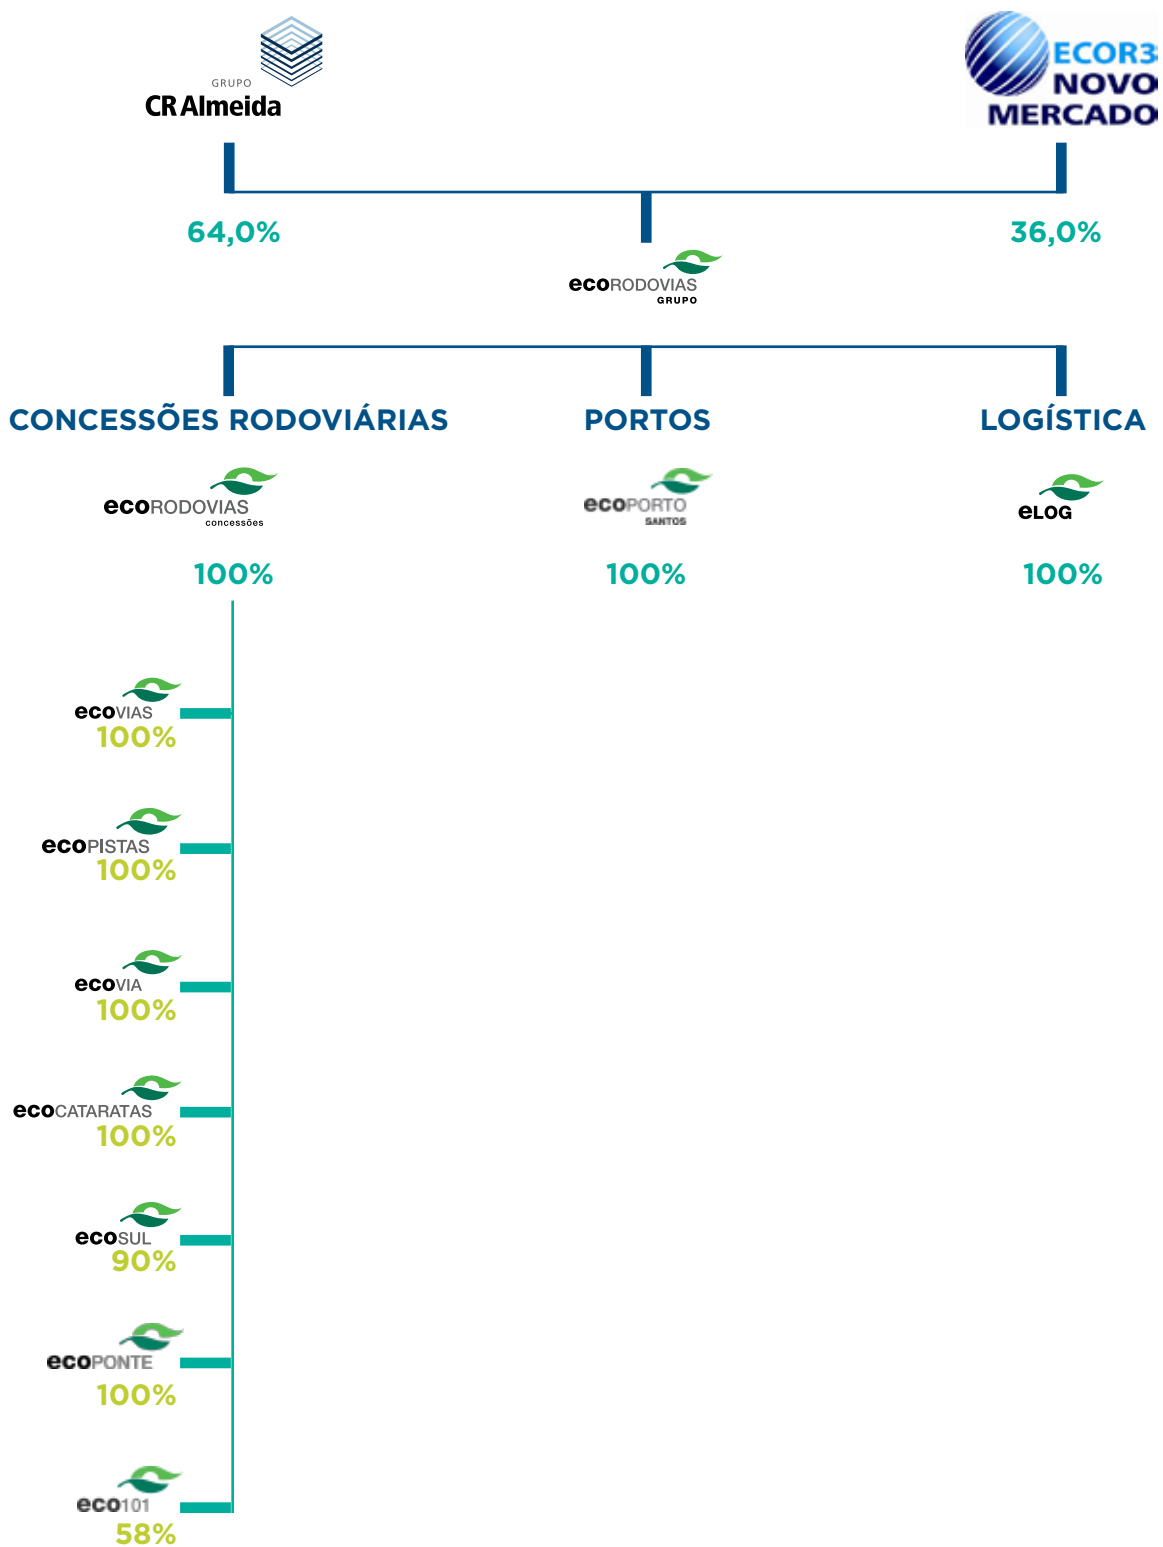 GRUPO
CR Almeida
ECOR3
NOVO
MERCADO
64,0%
36,0%
ecoRODOVIAS
GRUPO
CONCESSÕES RODOVIÁRIAS
PORTOS
LOGÍSTICA
ecoRODOVIAS
concessões
ecoPORTO
SANTOS
eLOG
100%
100%
100%
ecoVIAS
100%
ecoPISTAS
100%
ecoVIA
100%
ecoCATARATAS
100%
ecoSUL
90%
ecoPONTE
100%
eco101
58%